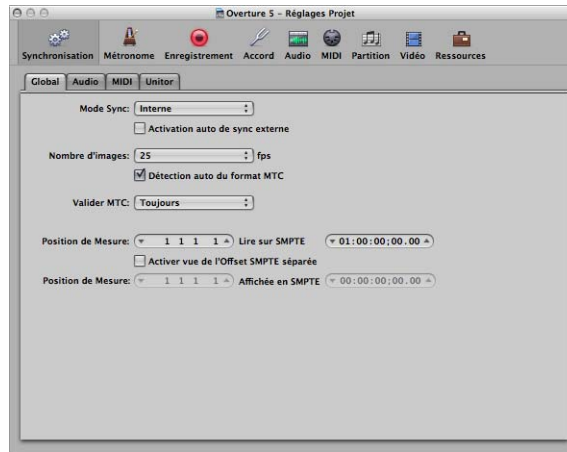 Overture 5 - Réglages Projet
Synchronisation Métronome Enregistrement Accord Audio MIDI Partition Vidéo Ressources
Global Audio MIDI Unitor
Mode Sync: Interne
Activation auto de sync externe
Nombre d'images: 25 fps
Détection auto du format MTC
Valider MTC: Toujours
Position de Mesure: 1 1 1 1 Lire sur SMPTE 01:00:00;00.00
Activer vue de l'Offset SMPTE séparée
Position de Mesure: 1 1 1 1 Affichée en SMPTE 00:00:00;00.00